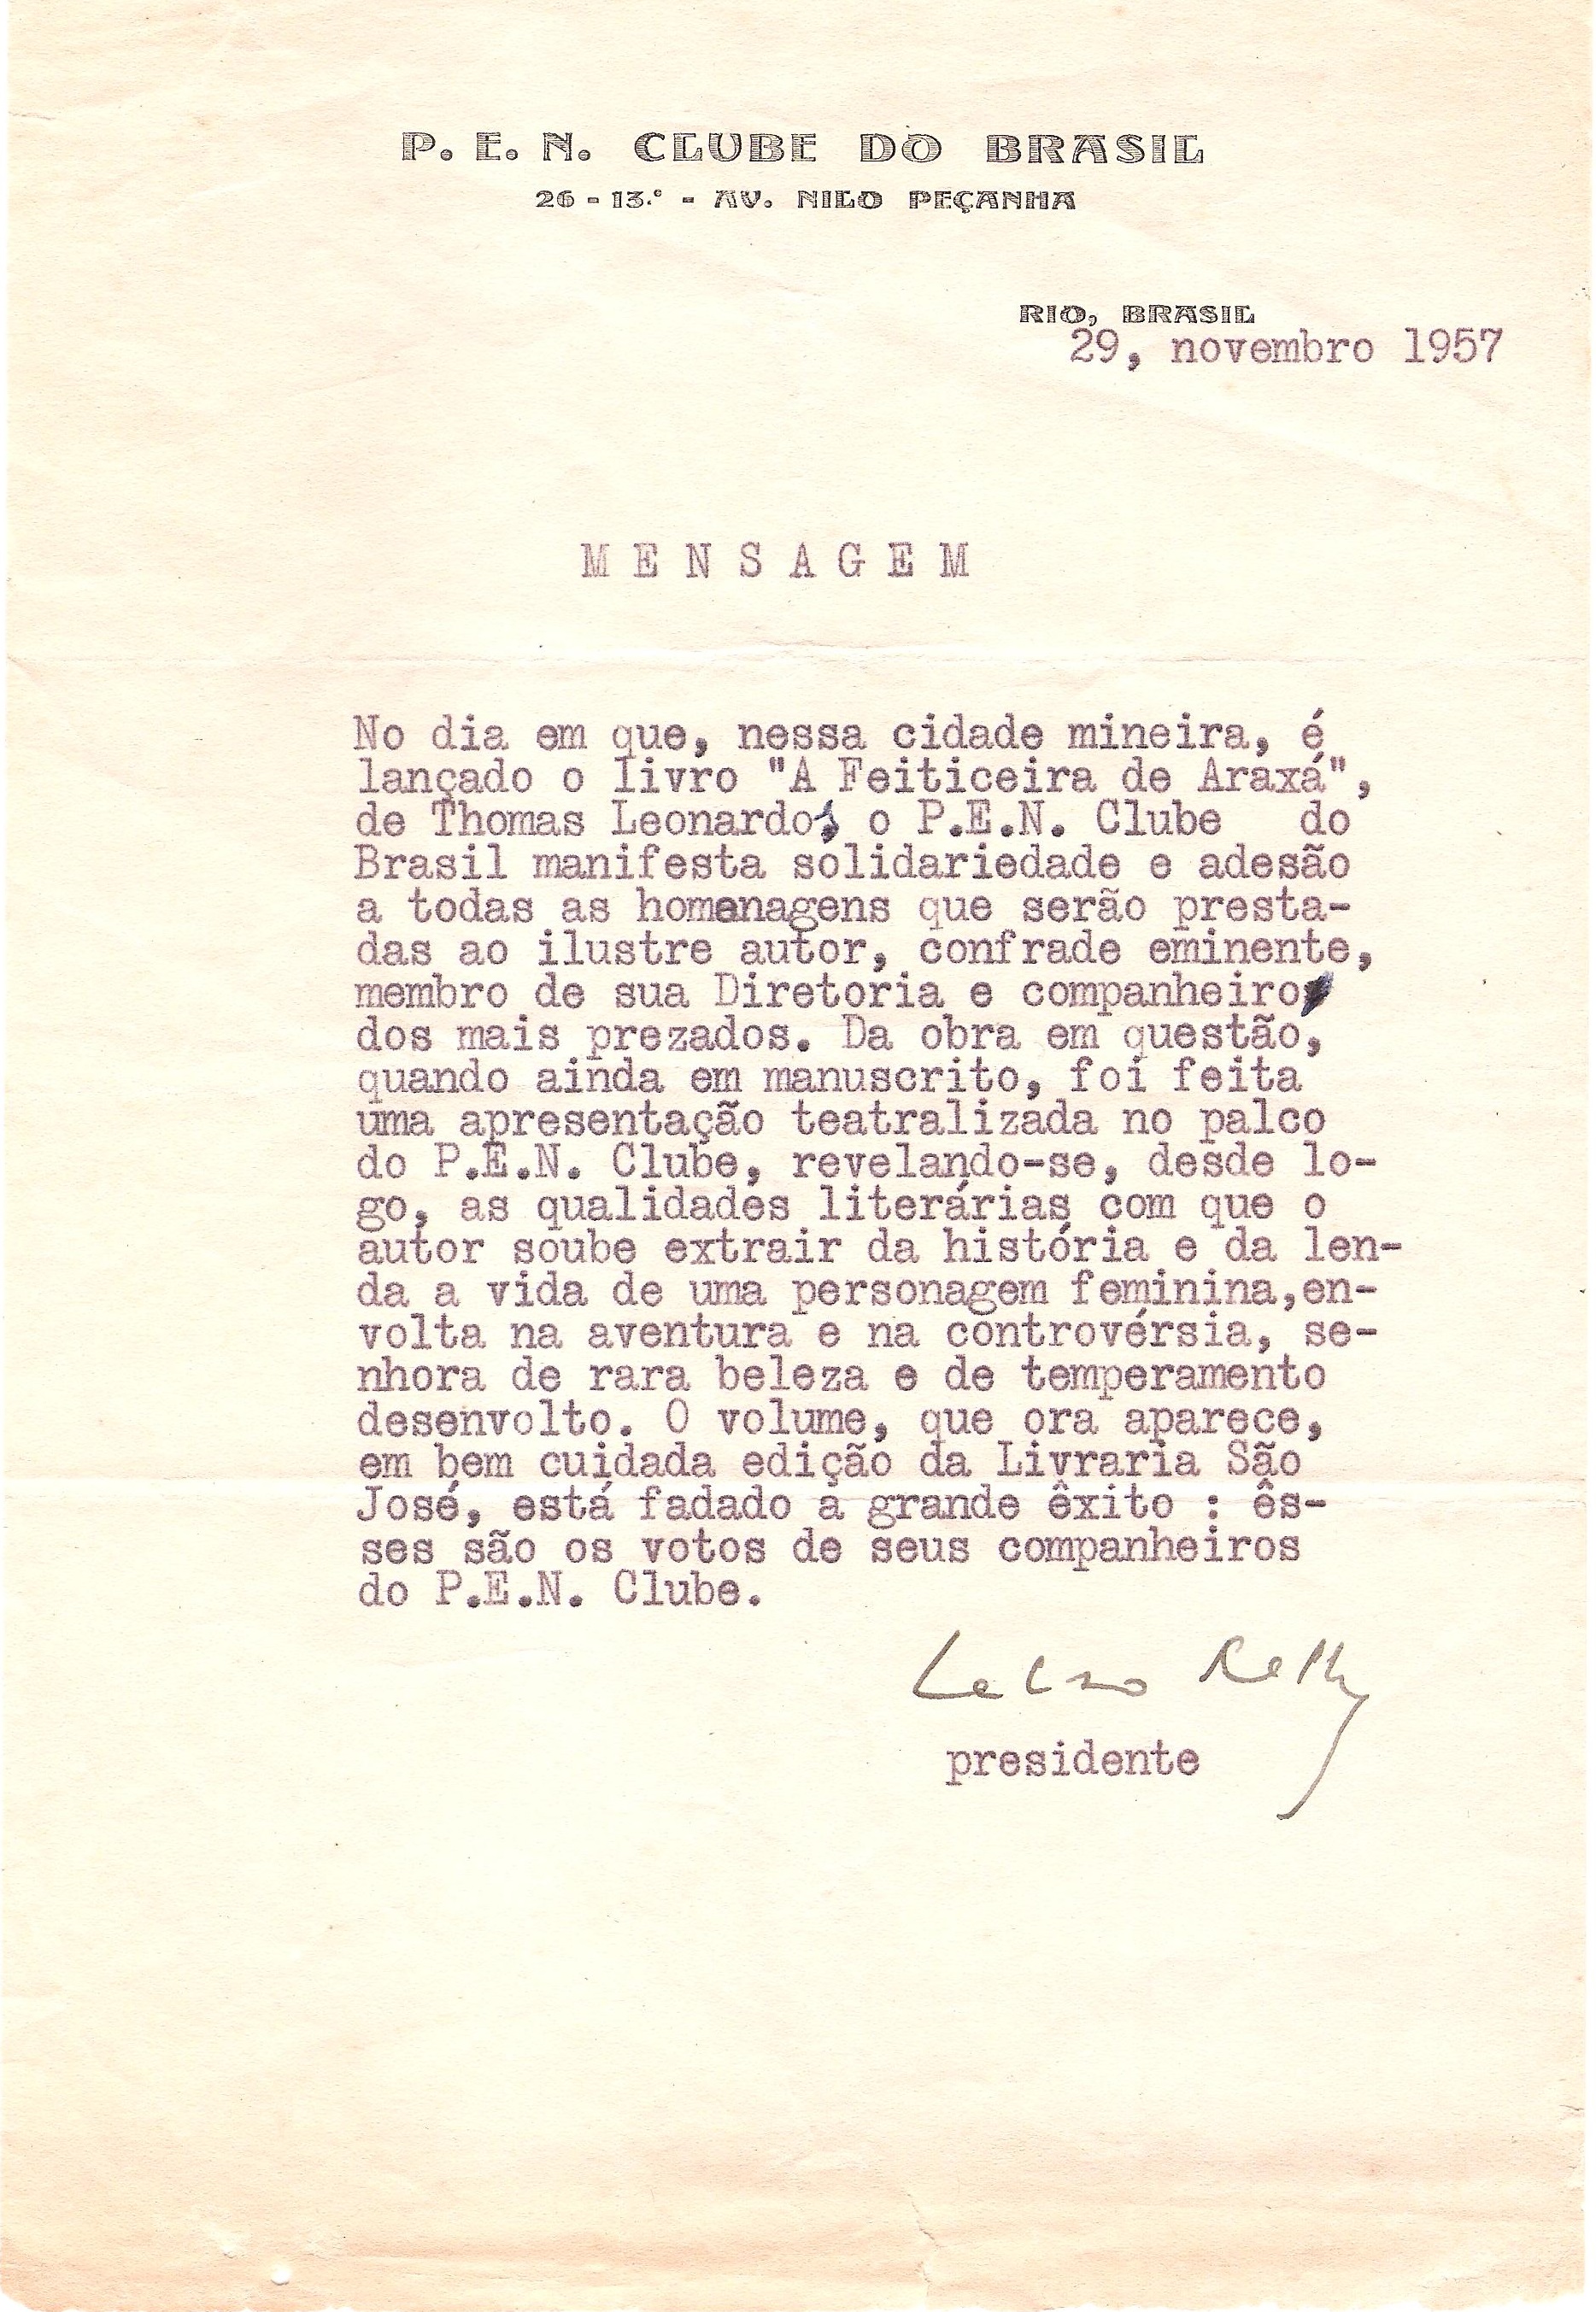 P. E. N. CLUBE DO BRASIL
26 - 13.º - AV. NILO PEÇANHA
RIO, BRASIL
29, novembro 1957
M E N S A G E M
No dia em que, nessa cidade mineira, é
lançado o livro "A Feiticeira de Araxá",
de Thomas Leonardos, o P.E.N. Clube do
Brasil manifesta solidariedade e adesão
a todas as homenagens que serão presta-
das ao ilustre autor, confrade eminente,
membro de sua Diretoria e companheiro
dos mais prezados. Da obra em questão,
quando ainda em manuscrito, foi feita
uma apresentação teatralizada no palco
do P.E.N. Clube, revelando-se, desde lo-
go, as qualidades literárias com que o
autor soube extrair da história e da len-
da a vida de uma personagem feminina,en-
volta na aventura e na controvérsia, se-
nhora de rara beleza e de temperamento
desenvolto. O volume, que ora aparece,
em bem cuidada edição da Livraria São
José, está fadado a grande êxito : ês-
ses são os votos de seus companheiros
do P.E.N. Clube.
Celso Kelly
presidente